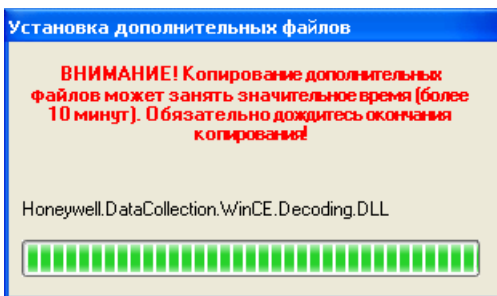 Установка дополнительных файлов
ВНИМАНИЕ! Копирование дополнительных
файлов может занять значительное время (более
10 минут). Обязательно дождитесь окончания
копирования!
Honeywell.DataCollection.WinCE.Decoding.DLL